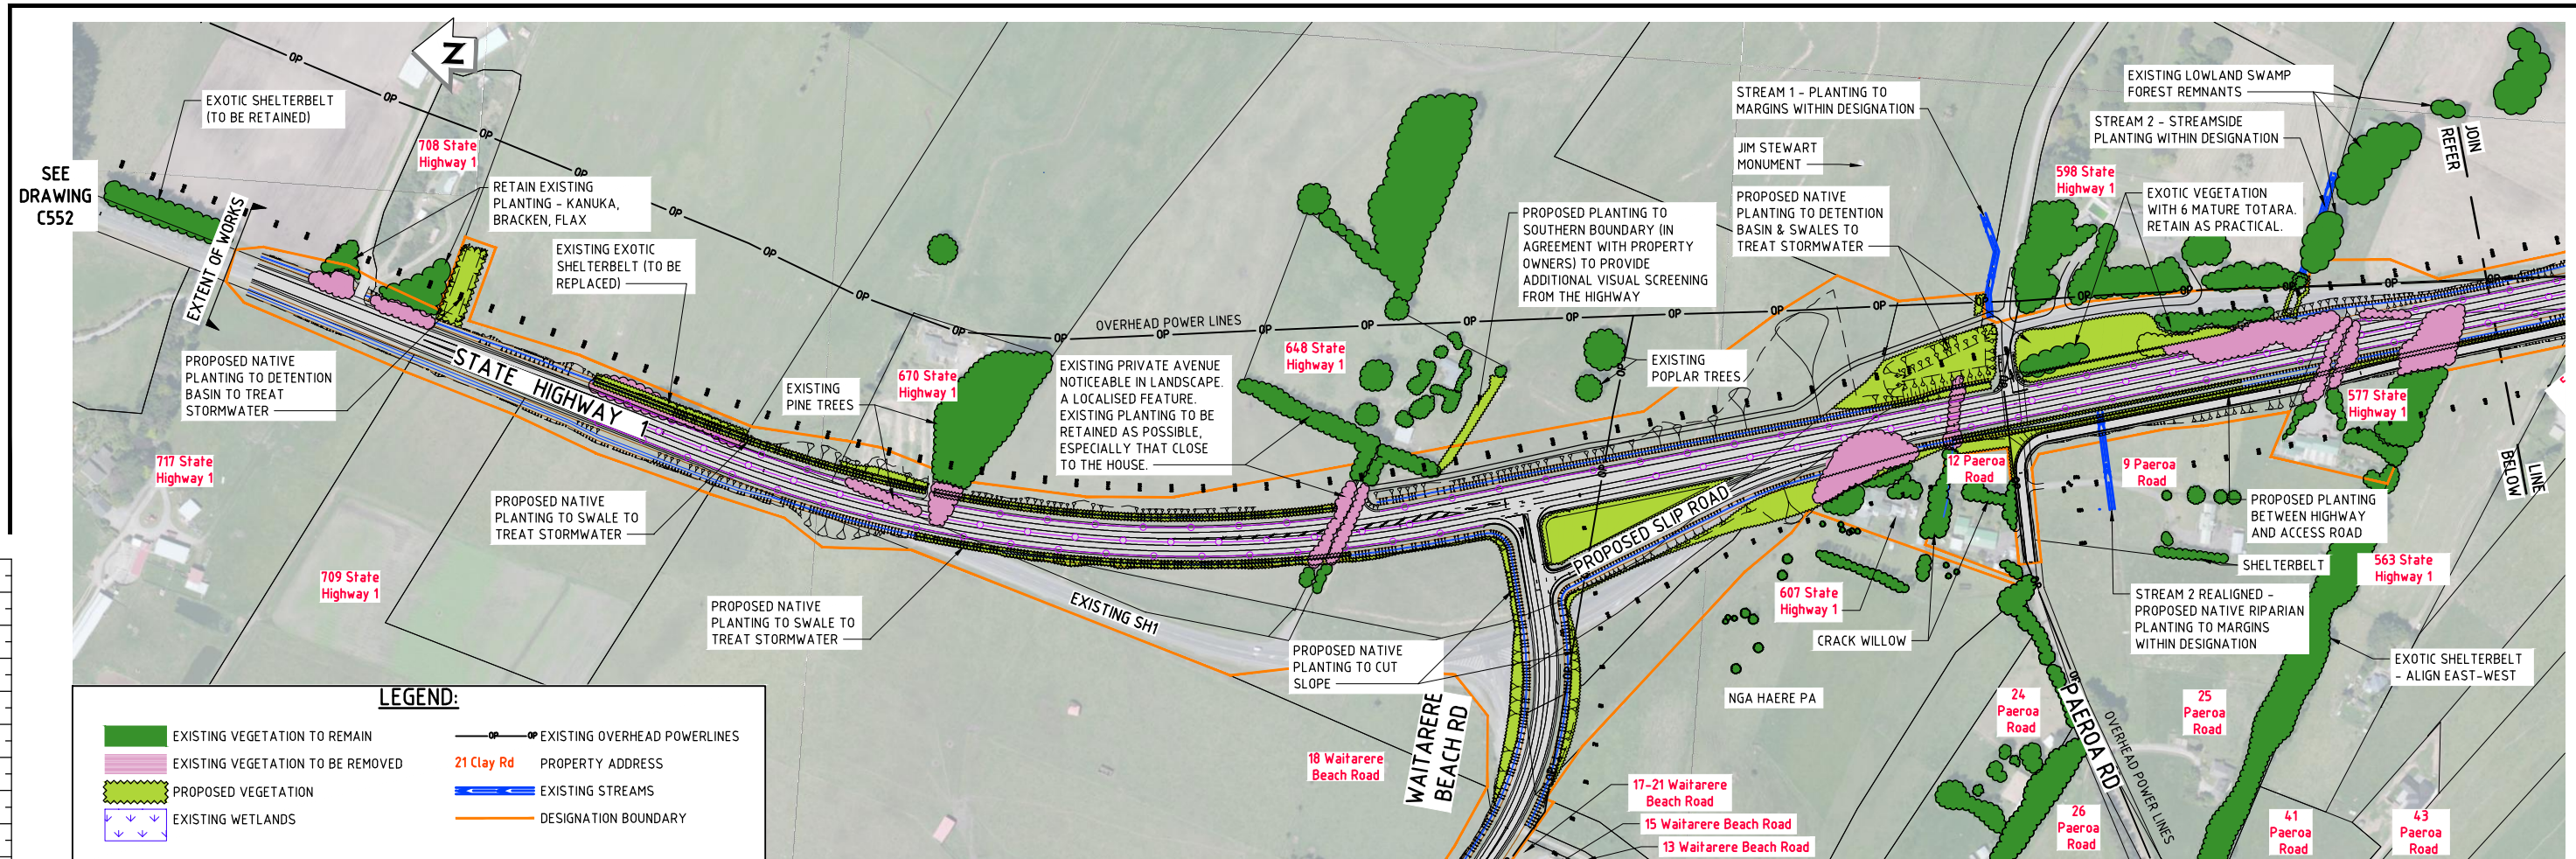 N
SEE
DRAWING
C552
EXOTIC SHELTERBELT
(TO BE RETAINED)
708 State
Highway 1
EXTENT OF WORKS
RETAIN EXISTING
PLANTING - KANUKA,
BRACKEN, FLAX
EXISTING EXOTIC
SHELTERBELT (TO BE
REPLACED)
PROPOSED NATIVE
PLANTING TO DETENTION
BASIN TO TREAT
STORMWATER
STATE HIGHWAY 1
717 State
Highway 1
709 State
Highway 1
PROPOSED NATIVE
PLANTING TO SWALE TO
TREAT STORMWATER
PROPOSED NATIVE
PLANTING TO SWALE TO
TREAT STORMWATER
EXISTING
PINE TREES
670 State
Highway 1
OVERHEAD POWER LINES
EXISTING PRIVATE AVENUE
NOTICEABLE IN LANDSCAPE.
A LOCALISED FEATURE.
EXISTING PLANTING TO BE
RETAINED AS POSSIBLE,
ESPECIALLY THAT CLOSE
TO THE HOUSE.
648 State
Highway 1
PROPOSED PLANTING TO
SOUTHERN BOUNDARY (IN
AGREEMENT WITH PROPERTY
OWNERS) TO PROVIDE
ADDITIONAL VISUAL SCREENING
FROM THE HIGHWAY
EXISTING
POPLAR TREES
STREAM 1 - PLANTING TO
MARGINS WITHIN DESIGNATION
JIM STEWART
MONUMENT
PROPOSED NATIVE
PLANTING TO DETENTION
BASIN & SWALES TO
TREAT STORMWATER
EXISTING LOWLAND SWAMP
FOREST REMNANTS
STREAM 2 - STREAMSIDE
PLANTING WITHIN DESIGNATION
598 State
Highway 1
EXOTIC VEGETATION
WITH 6 MATURE TOTARA.
RETAIN AS PRACTICAL.
JOIN
REFER
LINE
BELOW
577 State
Highway 1
12 Paeroa
Road
9 Paeroa
Road
PROPOSED PLANTING
BETWEEN HIGHWAY
AND ACCESS ROAD
SHELTERBELT
563 State
Highway 1
STREAM 2 REALIGNED -
PROPOSED NATIVE RIPARIAN
PLANTING TO MARGINS
WITHIN DESIGNATION
EXOTIC SHELTERBELT
- ALIGN EAST-WEST
607 State
Highway 1
CRACK WILLOW
NGA HAERE PA
PROPOSED SLIP ROAD
EXISTING SH1
PROPOSED NATIVE
PLANTING TO CUT
SLOPE
WAITARERE
BEACH RD
18 Waitarere
Beach Road
17-21 Waitarere
Beach Road
15 Waitarere Beach Road
13 Waitarere Beach Road
24
Paeroa
Road
25
Paeroa
Road
PAEROA RD
OVERHEAD POWER LINES
26
Paeroa
Road
41
Paeroa
Road
43
Paeroa
Road
LEGEND:
EXISTING VEGETATION TO REMAIN
EXISTING VEGETATION TO BE REMOVED
PROPOSED VEGETATION
EXISTING WETLANDS
OP OP EXISTING OVERHEAD POWERLINES
21 Clay Rd PROPERTY ADDRESS
EXISTING STREAMS
DESIGNATION BOUNDARY